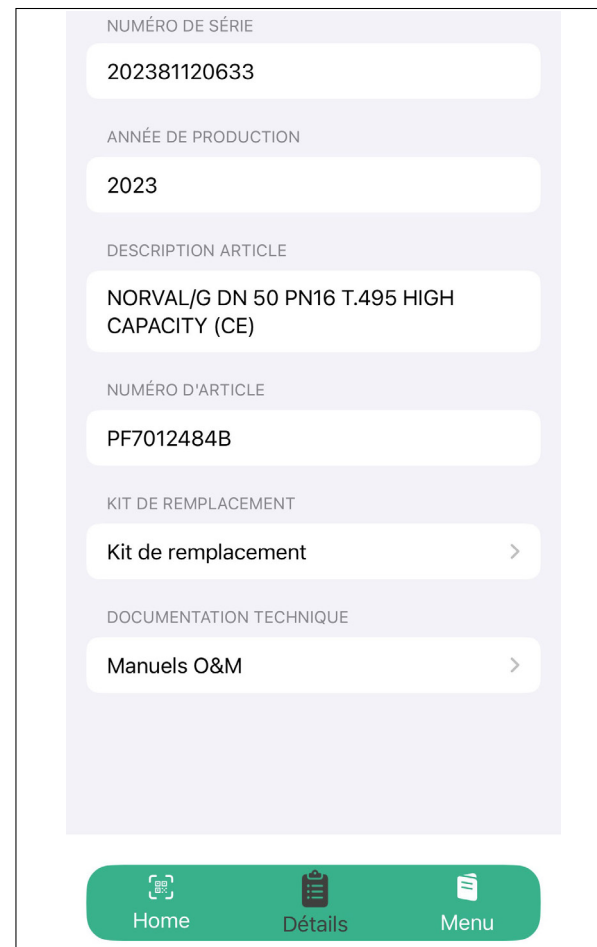 NUMÉRO DE SÉRIE
202381120633
ANNÉE DE PRODUCTION
2023
DESCRIPTION ARTICLE
NORVAL/G DN 50 PN16 T.495 HIGH
CAPACITY (CE)
NUMÉRO D'ARTICLE
PF7012484B
KIT DE REMPLACEMENT
Kit de remplacement
DOCUMENTATION TECHNIQUE
Manuels O&M
Home
Détails
Menu